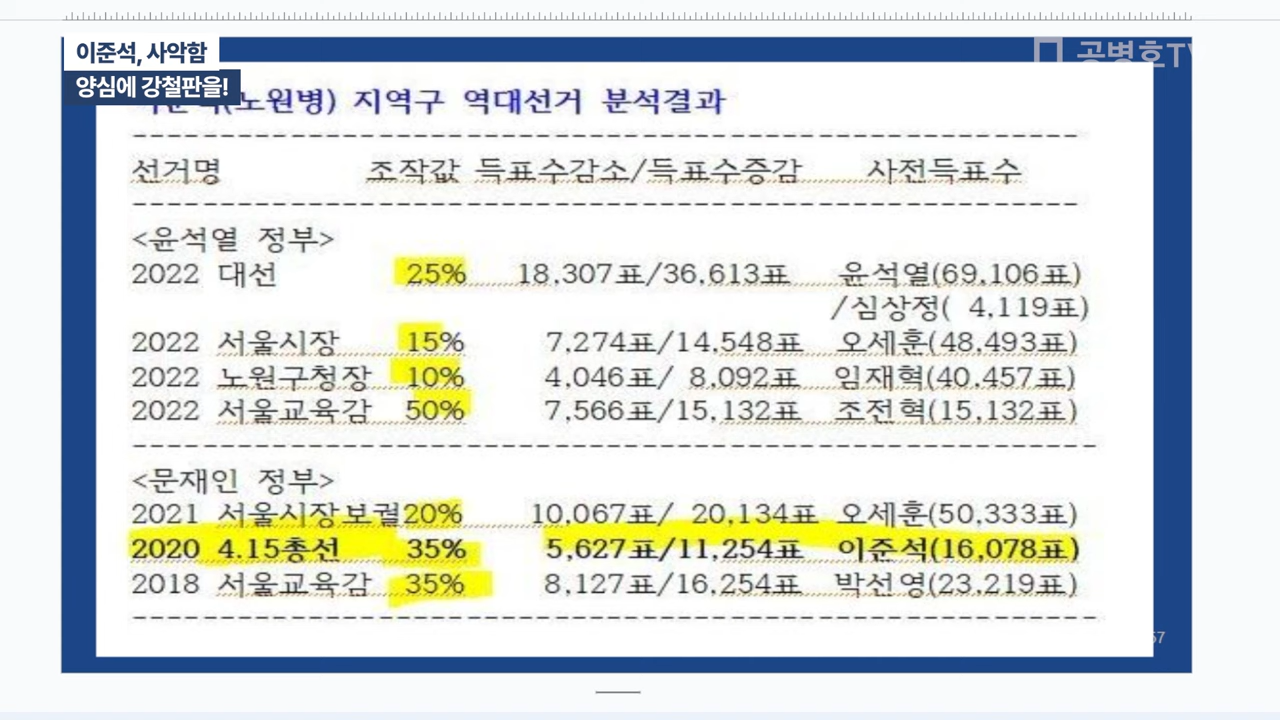 이준석, 사악함
공병호TV
양심에 강철판을!
(노원병) 지역구 역대선거 분석결과
선거명 조작값 득표수감소/득표수증감 사전득표수
<윤석열 정부>
2022 대선 25% 18,307표/36,613표 윤석열(69,106표)
/심상정( 4,119표)
2022 서울시장 15% 7,274표/14,548표 오세훈(48,493표)
2022 노원구청장 10% 4,046표/ 8,092표 임재혁(40,457표)
2022 서울교육감 50% 7,566표/15,132표 조전혁(15,132표)
<문재인 정부>
2021 서울시장보궐20% 10,067표/ 20,134표 오세훈(50,333표)
2020 4.15총선 35% 5,627표/11,254표 이준석(16,078표)
2018 서울교육감 35% 8,127표/16,254표 박선영(23,219표)
57